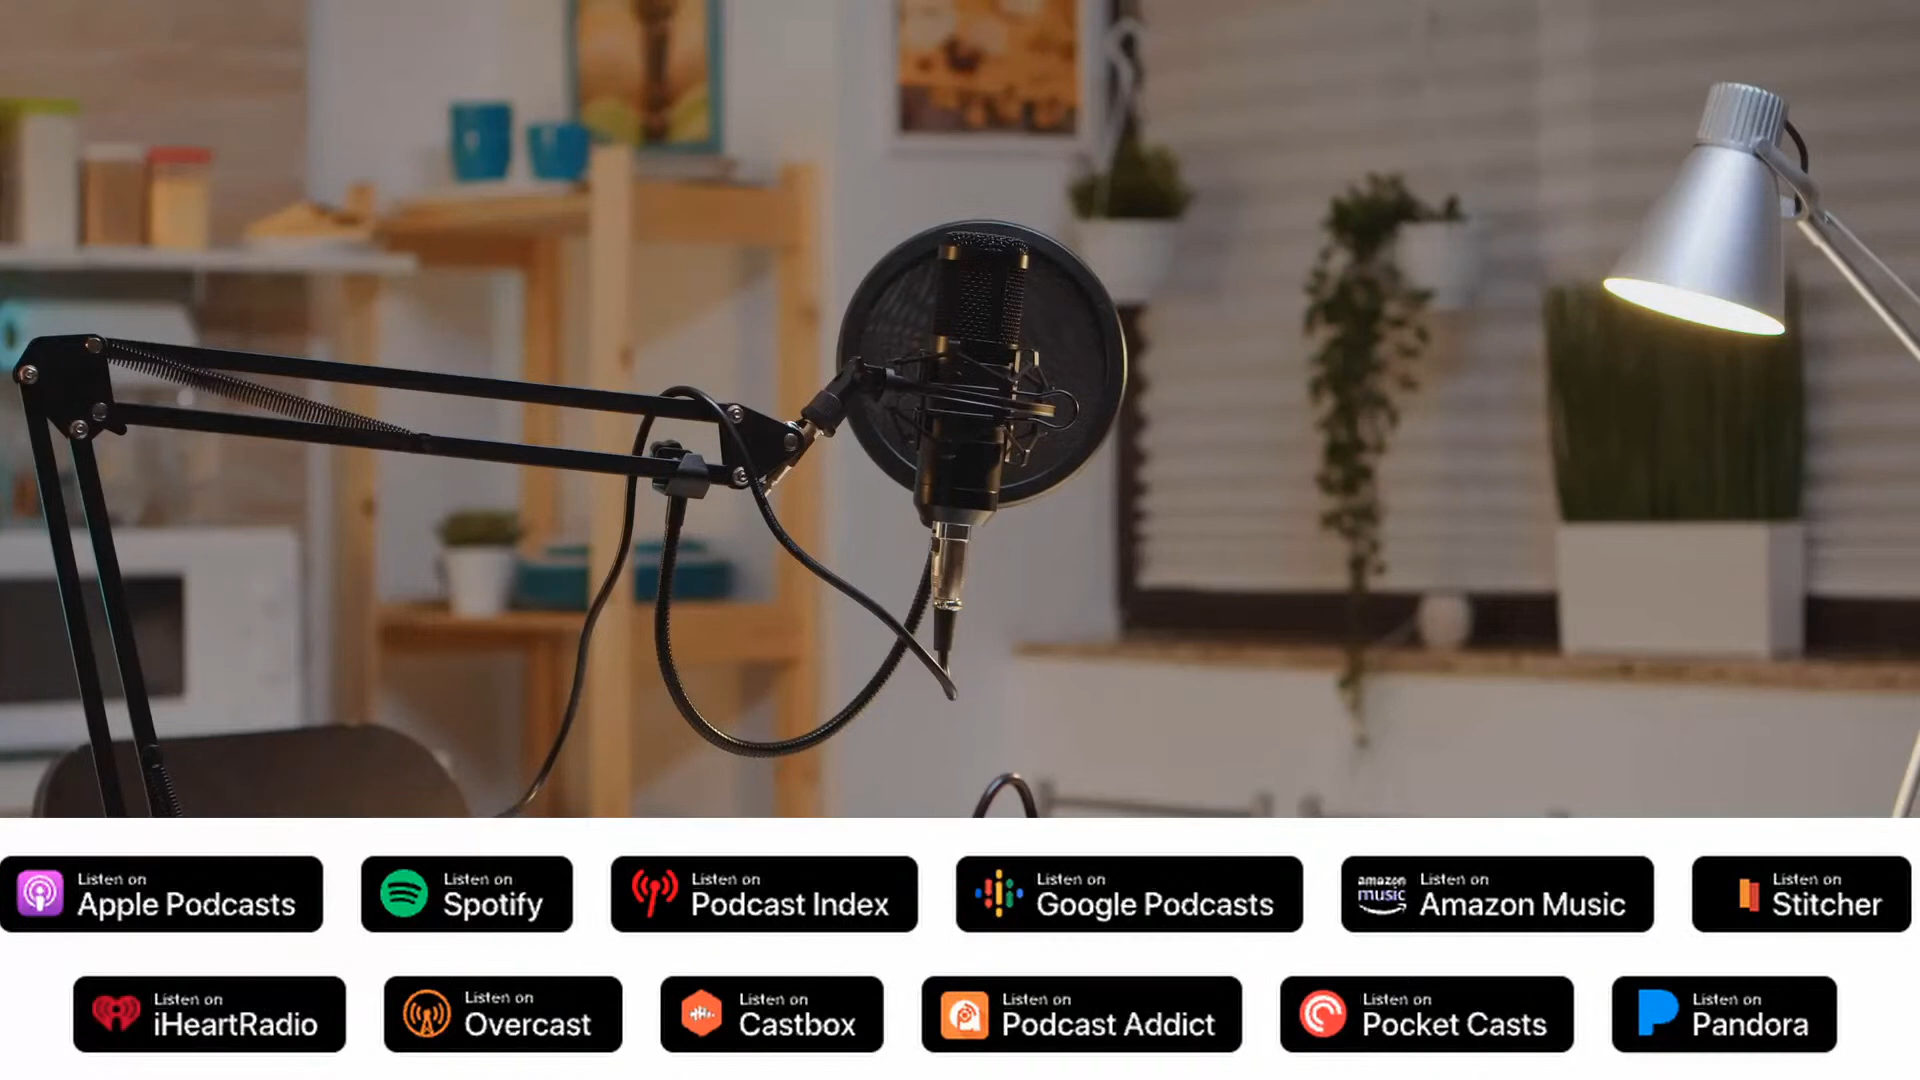 Listen on
Apple Podcasts
Listen on
Spotify
Listen on
Podcast Index
Listen on
Google Podcasts
amazon
music
Listen on
Amazon Music
Listen on
Stitcher
Listen on
iHeartRadio
Listen on
Overcast
Listen on
Castbox
Listen on
Podcast Addict
Listen on
Pocket Casts
Listen on
Pandora